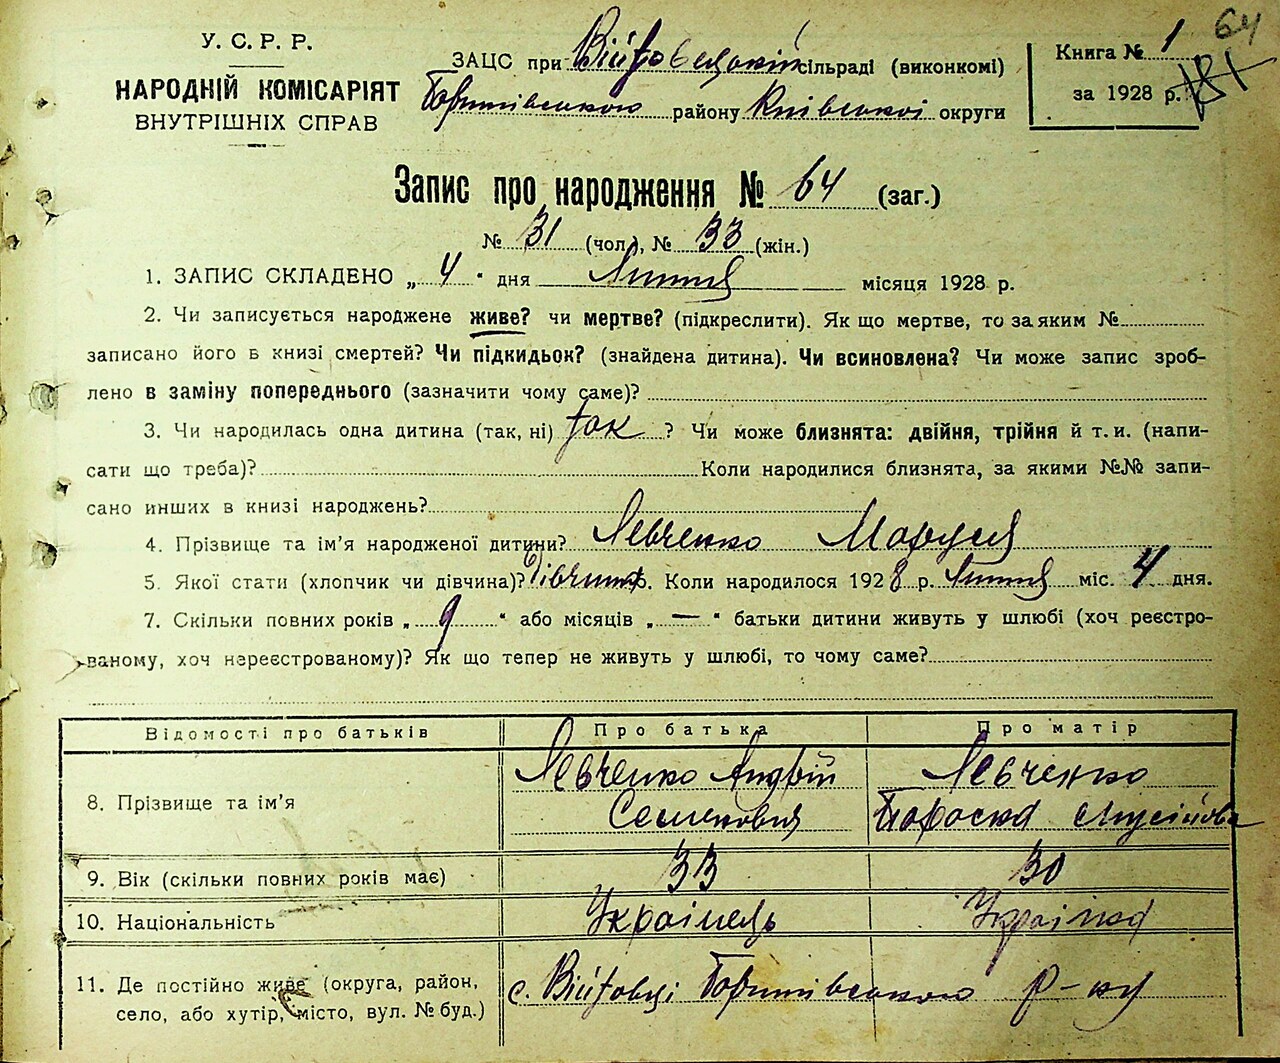 64
У. С. Р. Р.
НАРОДНІЙ КОМІСАРІЯТ
ВНУТРІШНІХ СПРАВ
ЗАЦС при Війтовецькій сільраді (виконкомі)
району Київської округи
Книга № 1
за 1928 р.
181
Запис про народження № 64 (заг.)
№ 31 (чол.), № 33 (жін.)
1. ЗАПИС СКЛАДЕНО „ 4 " дня Липня місяця 1928 р.
2. Чи записується народжене живе? чи мертве? (підкреслити). Як що мертве, то за яким №
записано його в книзі смертей? Чи підкидьок? (знайдена дитина). Чи всиновлена? Чи може запис зроб-
лено в заміну попереднього (зазначити чому саме)?
3. Чи народилась одна дитина (так, ні) так ? Чи може близнята: двійня, трійня й т. и. (напи-
сати що треба)? Коли народилися близнята, за якими №№ запи-
сано инших в книзі народжень?
4. Прізвище та ім'я народженої дитини? Левченко Маруся
5. Якої стати (хлопчик чи дівчина)? Дівчина. Коли народилося 1928 р. Липня міс. 4 дня.
7. Скільки повних років „ 9 " або місяців „ — " батьки дитини живуть у шлюбі (хоч реєстро-
ваному, хоч нереєстрованому)? Як що тепер не живуть у шлюбі, то чому саме?
Відомості про батьків Про батька Про матір
8. Прізвище та ім'я
Левченко Андрій
Семенович
Левченко
Параска Мусійова
9. Вік (скільки повних років має) 33 30
10. Національність Українець Українка
11. Де постійно живе (округа, район,
село, або хутір, місто, вул. № буд.)
с. Війтовці р-ну